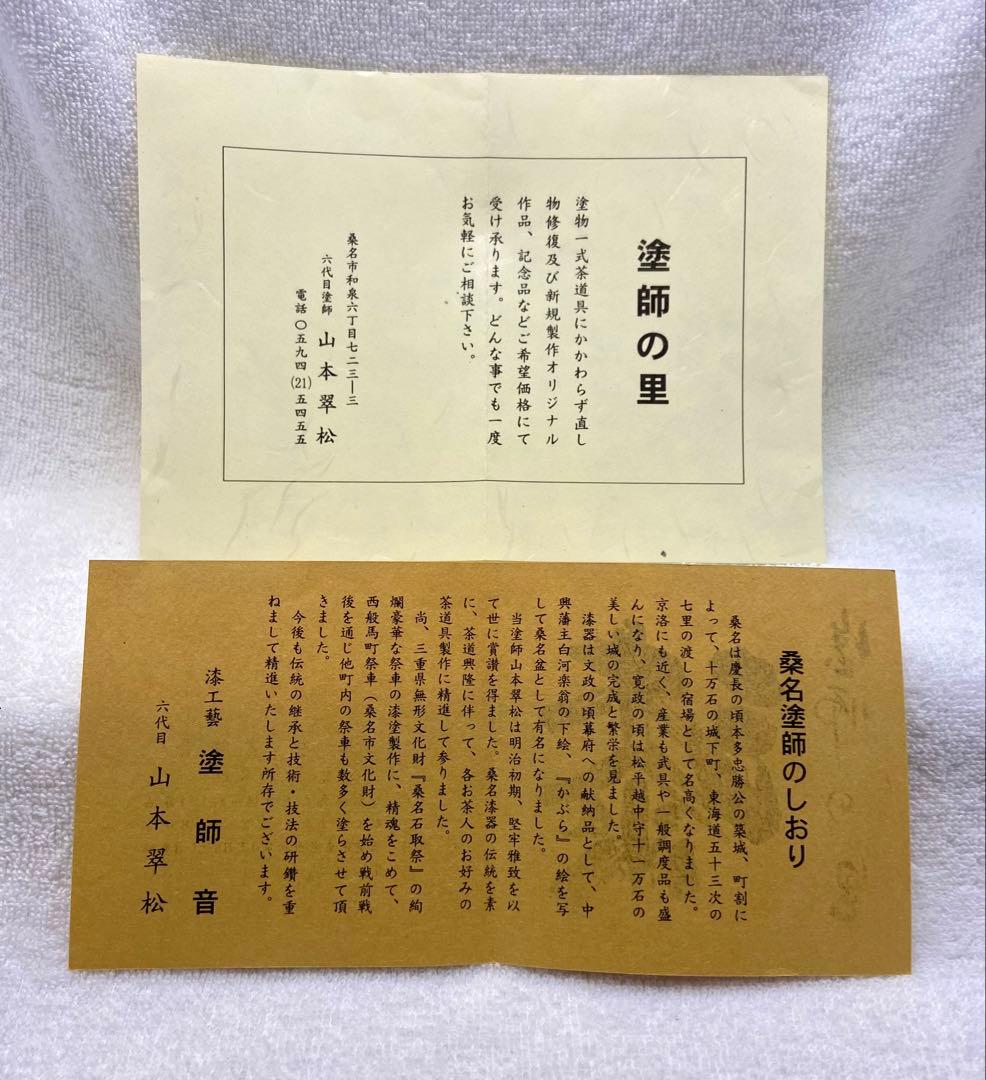 塗師の里
塗物一式茶道具にかかわらず直し
物修復及び新規製作オリジナル
作品、記念品などご希望価格にて
受け承ります。どんな事でも一度
お気軽にご相談下さい。
桑名市和泉六丁目七二三―三
六代目塗師 山本翠松
電話〇五九四(21)五四五五
桑名塗師のしおり
桑名は慶長の頃本多忠勝公の築城、町割に
よって、十万石の城下町、東海道五十三次の
七里の渡しの宿場として名高くなりました。
京洛にも近く、産業も武具や一般調度品も盛
んになり、寛政の頃は松平越中守十一万石の
美しい城の完成と繁栄を見ました。
漆器は文政の頃幕府への献納品として、中
興藩主白河楽翁の下絵、『かぶら』の絵を写
して桑名盆として有名になりました。
当塗師山本翠松は明治初期、堅牢雅致を以
て世に賞讃を得ました。桑名漆器の伝統を素
に、茶道興隆に伴って、各お茶人のお好みの
茶道具製作に精進して参りました。
尚、三重県無形文化財『桑名石取祭』の絢
爛豪華な祭車の漆塗製作に、精魂をこめて、
西般馬町祭車（桑名市文化財）を始め戦前戦
後を通じ他町内の祭車も数多く塗らさせて頂
きました。
今後も伝統の継承と技術・技法の研鑽を重
ねまして精進いたします所存でございます。
漆工藝 塗師音
六代目 山本翠松